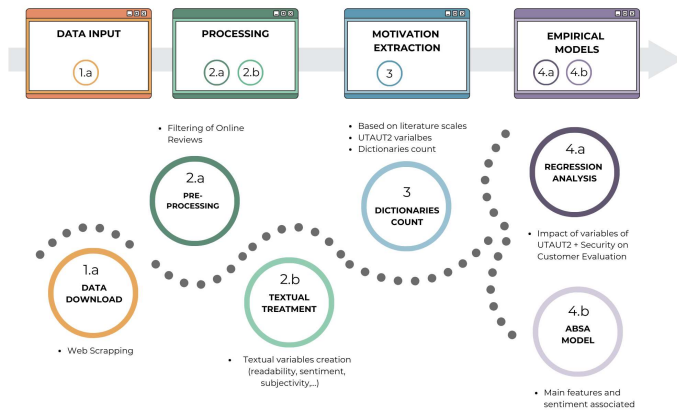 DATA INPUT
1.a
PROCESSING
2.a
2.b
MOTIVATION
EXTRACTION
3
EMPIRICAL
MODELS
4.a
4.b
• Filtering of Online
Reviews
• Based on literature scales
• UTAUT2 varialbes
• Dictionaries count
2.a
PRE-
PROCESSING
3
DICTIONARIES
COUNT
4.a
REGRESSION
ANALYSIS
• Impact of variables of
UTAUT2 + Security on
Customer Evaluation
1.a
DATA
DOWNLOAD
• Web Scrapping
2.b
TEXTUAL
TREATMENT
• Textual variables creation
(readability, sentiment,
subjectivity,...)
4.b
ABSA
MODEL
• Main features and
sentiment associated